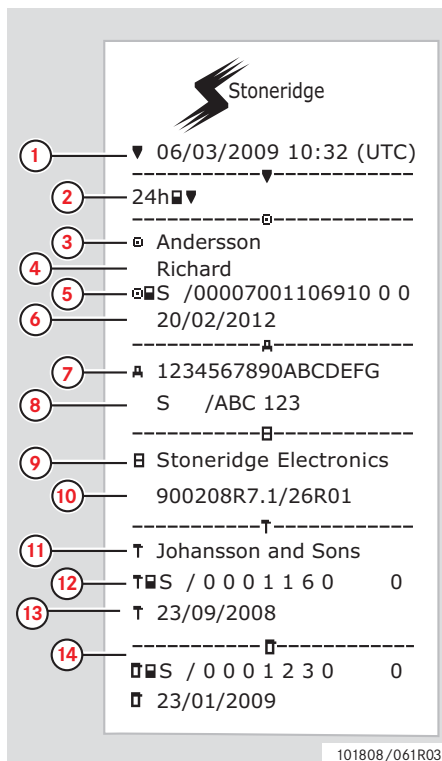 Stoneridge
1 ▼ 06/03/2009 10:32 (UTC)
2 24h▼
3 Andersson
4 Richard
5 S /00007001106910 0 0
6 20/02/2012
7 A 1234567890ABCDEFG
8 S /ABC 123
9 Stoneridge Electronics
10 900208R7.1/26R01
11 Johansson and Sons
12 S / 0 0 0 1 1 6 0 0
13 23/09/2008
14
S / 0 0 0 1 2 3 0 0
23/01/2009
101808/061R03